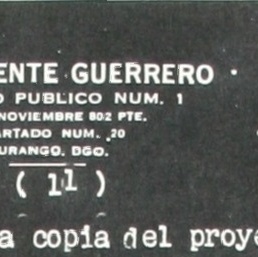 ENTE GUERRERO
O PUBLICO NUM. 1
NOVIEMBRE 802 PTE.
ARTADO NUM. 20
URANGO. DGO.
( 11 )
a copia del proye